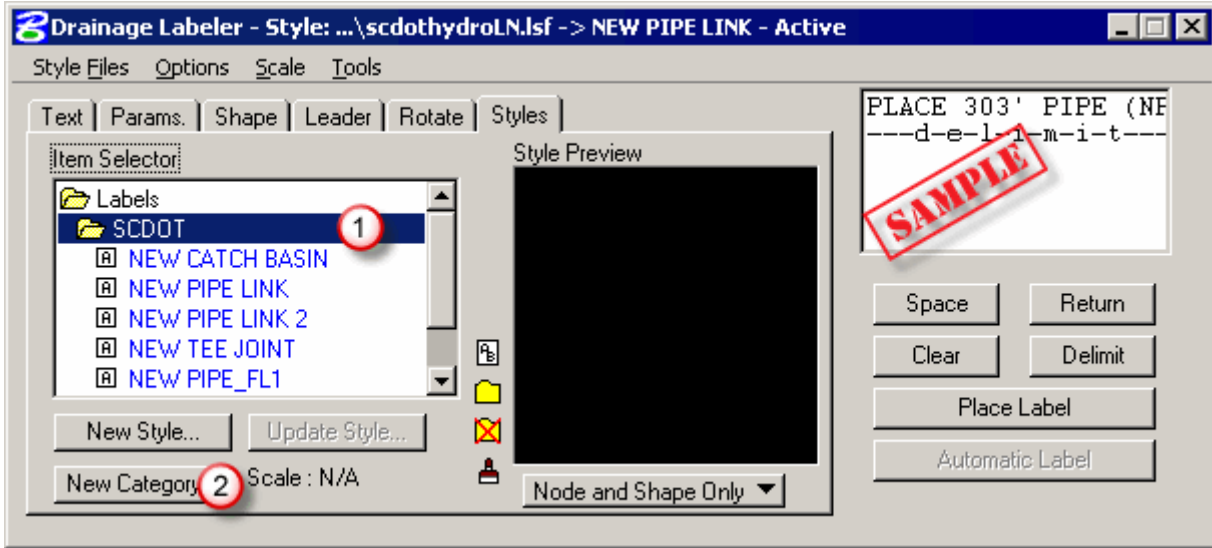 Drainage Labeler - Style: ...\scdothydroLN.lsf -> NEW PIPE LINK - Active
Style Files Options Scale Tools
Text Params. Shape Leader Rotate Styles
Item Selector
Labels
SCDOT 1
A NEW CATCH BASIN
A NEW PIPE LINK
A NEW PIPE LINK 2
A NEW TEE JOINT
A NEW PIPE_FL1
New Style... Update Style...
New Category 2 Scale : N/A
Style Preview
AB
Node and Shape Only
PLACE 303' PIPE (NF
---d-e-l-i-m-i-t---
SAMPLE
Space Return
Clear Delimit
Place Label
Automatic Label